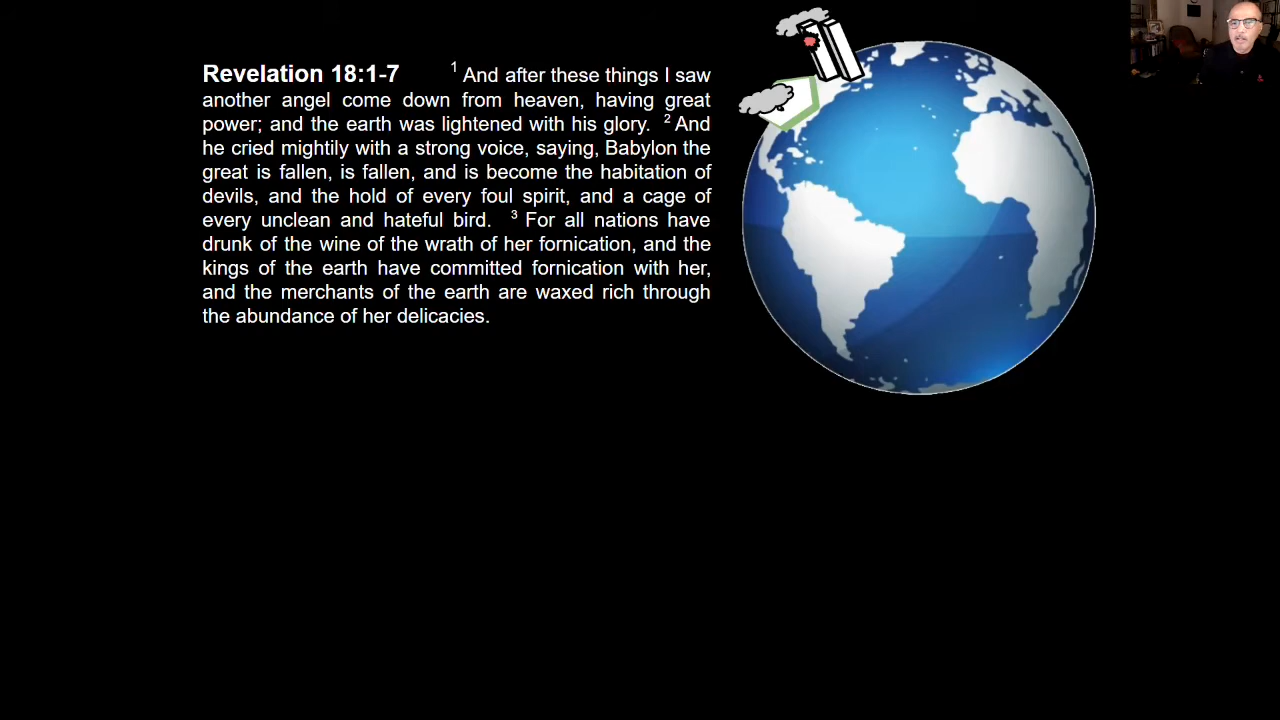 Revelation 18:1-7 1 And after these things I saw
another angel come down from heaven, having great
power; and the earth was lightened with his glory. 2 And
he cried mightily with a strong voice, saying, Babylon the
great is fallen, is fallen, and is become the habitation of
devils, and the hold of every foul spirit, and a cage of
every unclean and hateful bird. 3 For all nations have
drunk of the wine of the wrath of her fornication, and the
kings of the earth have committed fornication with her,
and the merchants of the earth are waxed rich through
the abundance of her delicacies.